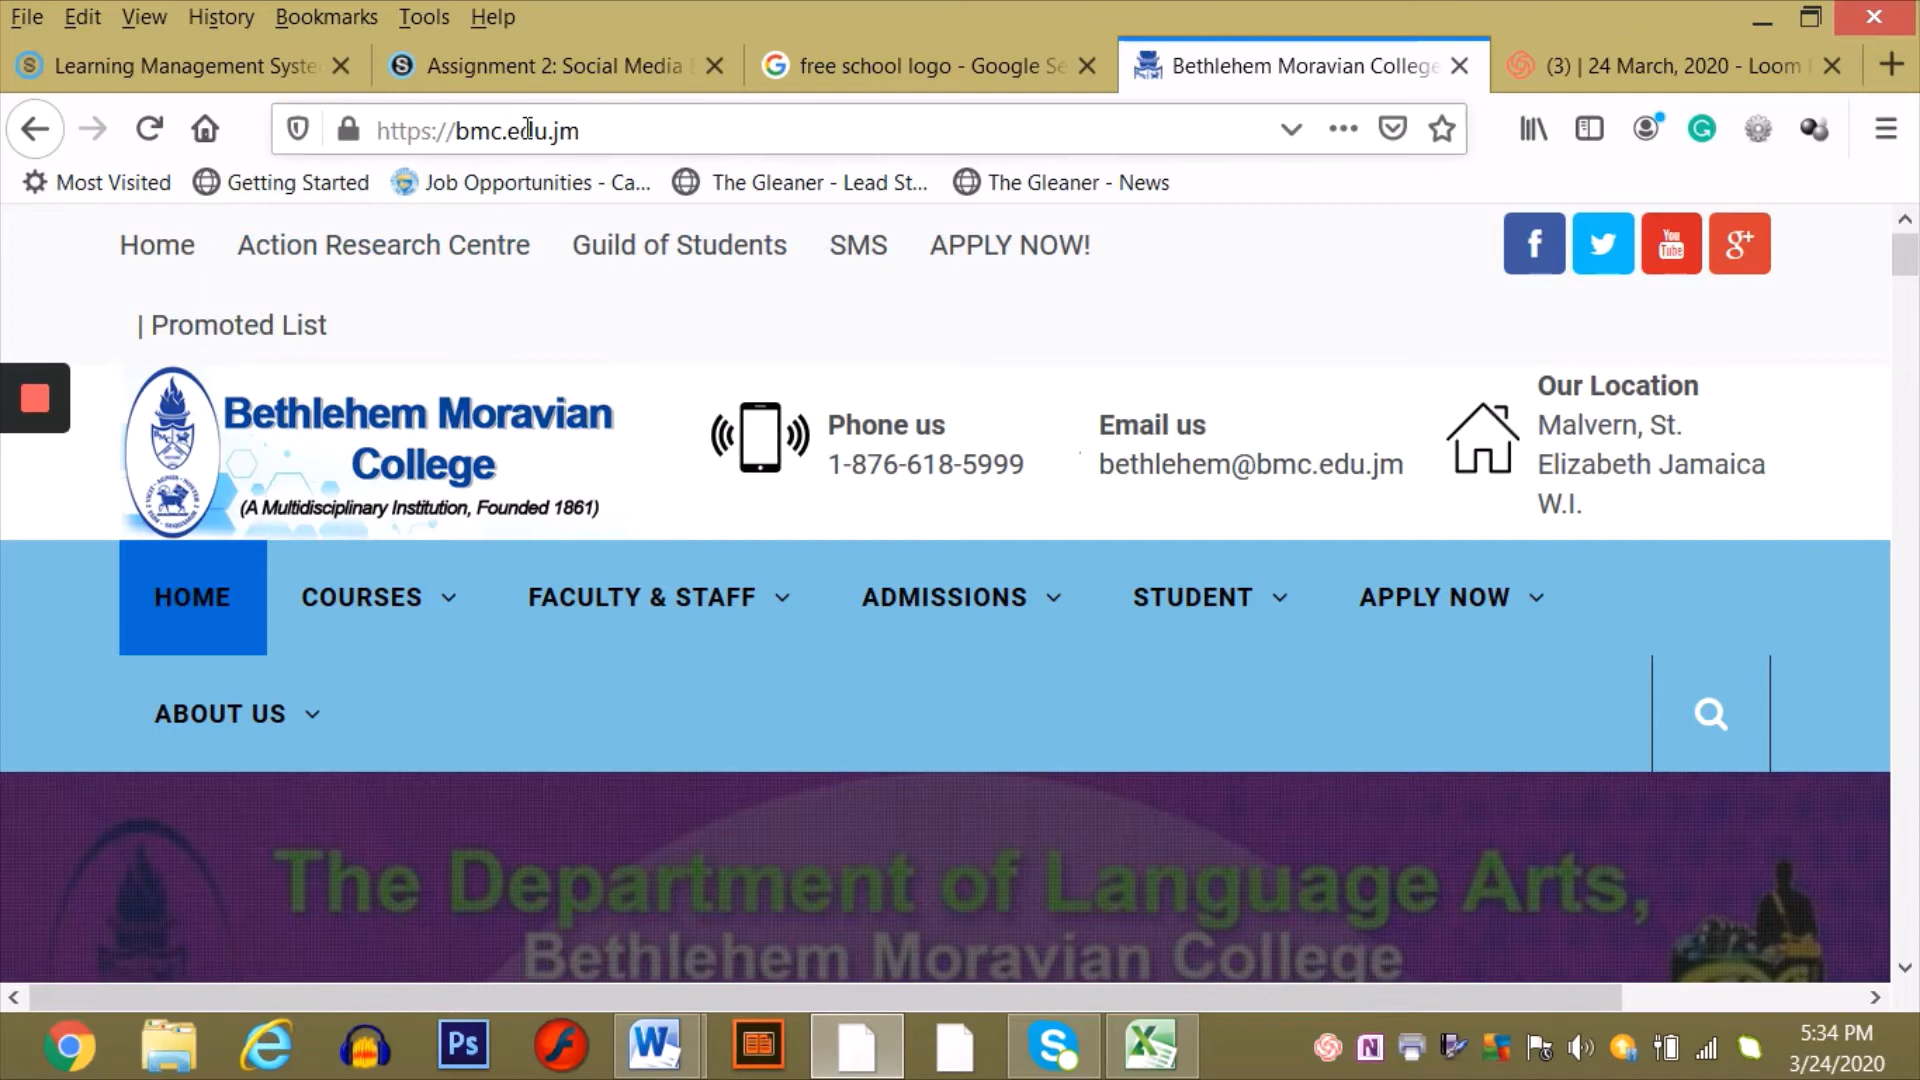 File Edit View History Bookmarks Tools Help
Learning Management Syste
Assignment 2: Social Media
free school logo - Google Se
Bethlehem Moravian College
(3) | 24 March, 2020 - Loom
https://bmc.edu.jm
Most Visited Getting Started Job Opportunities - Ca... The Gleaner - Lead St... The Gleaner - News
Home Action Research Centre Guild of Students SMS APPLY NOW!
| Promoted List
Bethlehem Moravian
College
(A Multidisciplinary Institution, Founded 1861)
Phone us
1-876-618-5999
Email us
bethlehem@bmc.edu.jm
Our Location
Malvern, St.
Elizabeth Jamaica
W.I.
HOME COURSES FACULTY & STAFF ADMISSIONS STUDENT APPLY NOW
ABOUT US
The Department of Language Arts,
Bethlehem Moravian College
5:34 PM
3/24/2020